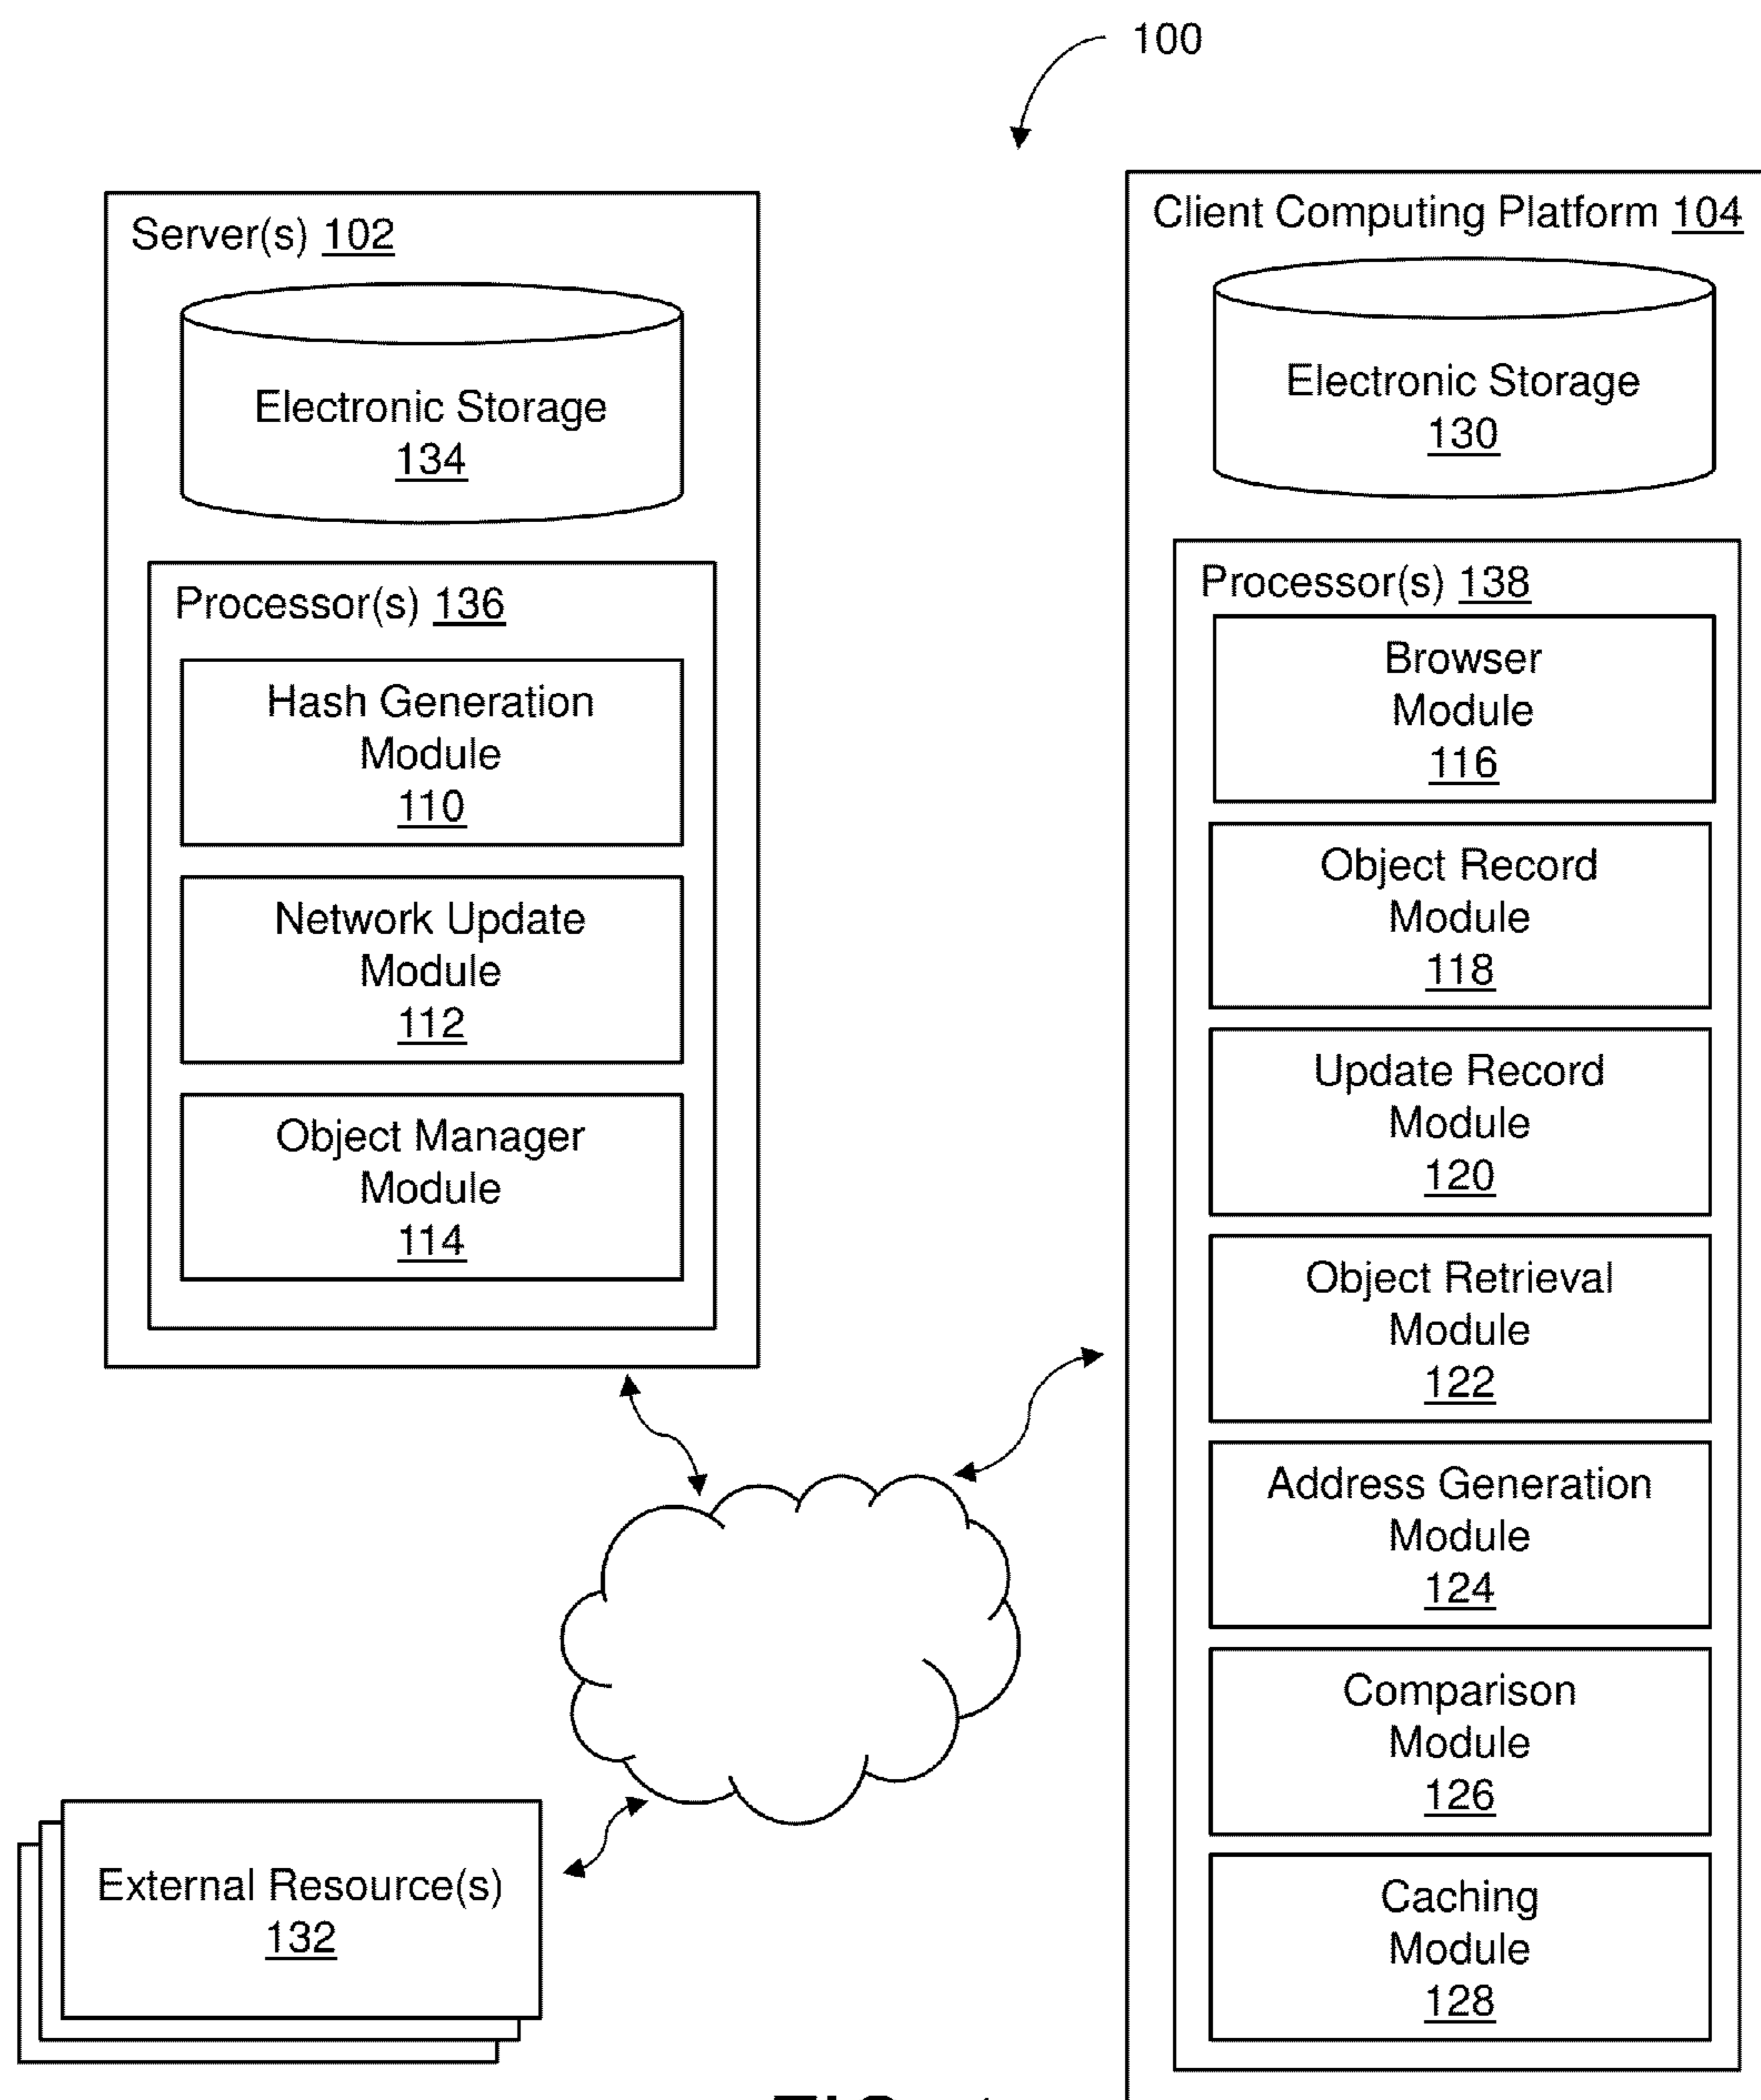 100
Server(s) 102
Electronic Storage
134
Processor(s) 136
Hash Generation
Module
110
Network Update
Module
112
Object Manager
Module
114
Client Computing Platform 104
Electronic Storage
130
Processor(s) 138
Browser
Module
116
Object Record
Module
118
Update Record
Module
120
Object Retrieval
Module
122
Address Generation
Module
124
Comparison
Module
126
Caching
Module
128
External Resource(s)
132